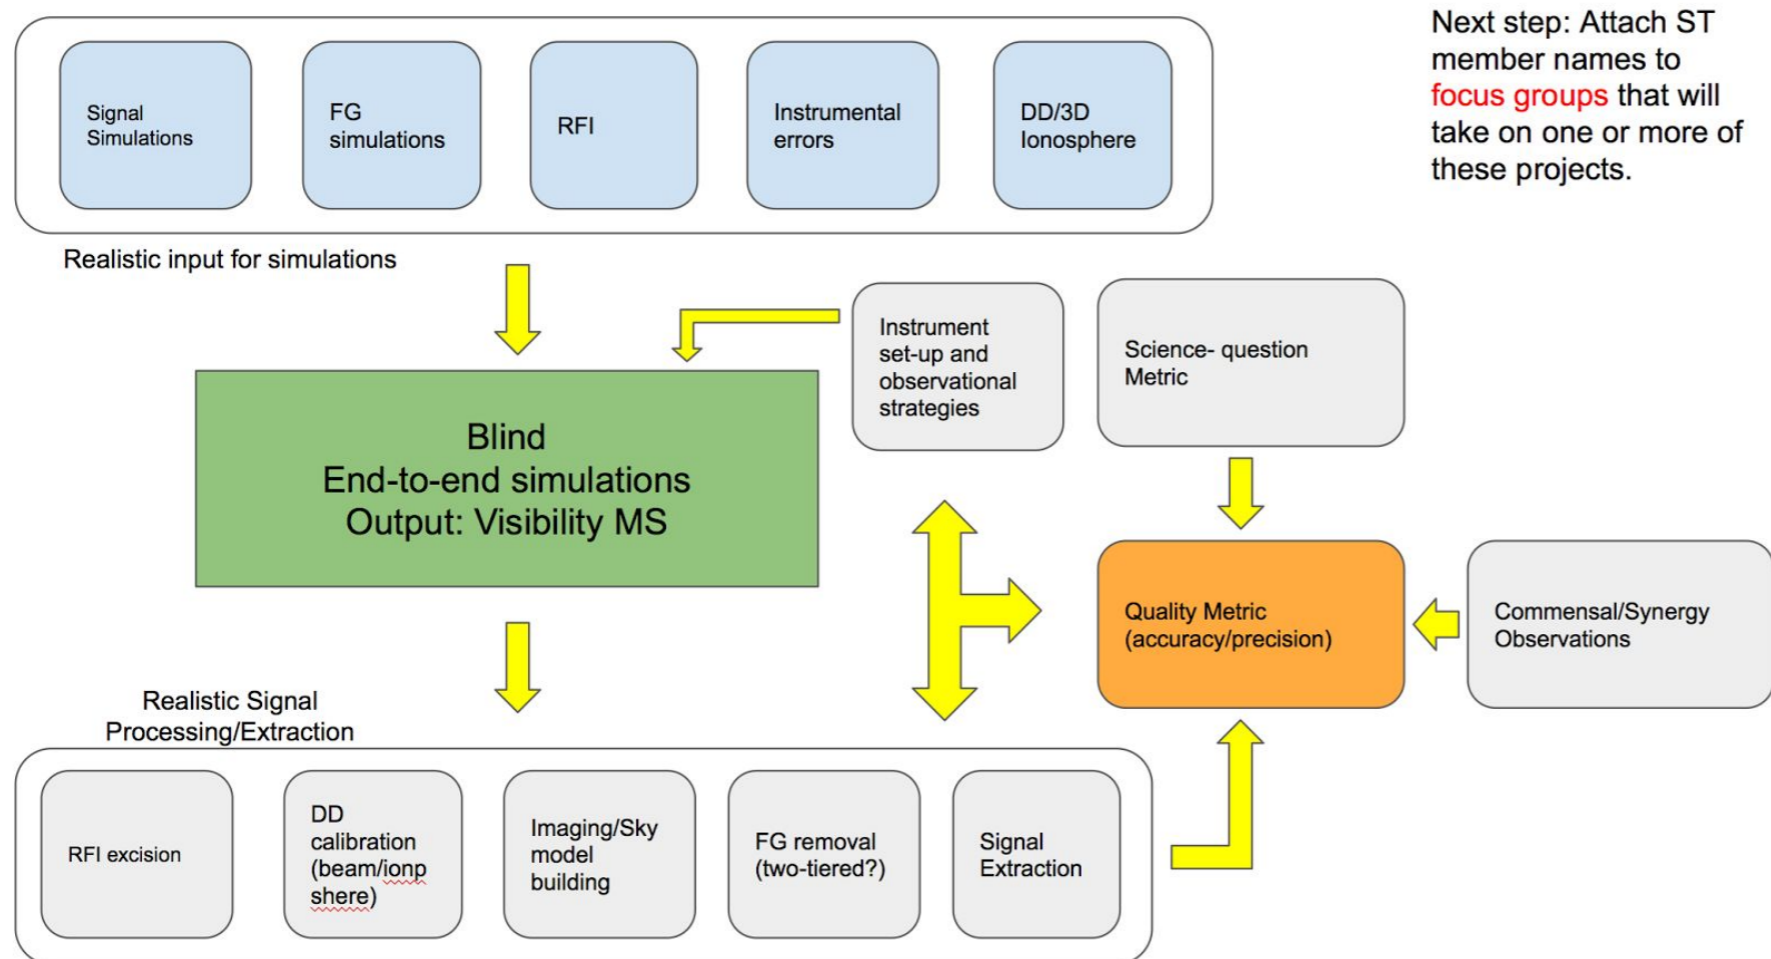 Next step: Attach ST
member names to
focus groups that will
take on one or more of
these projects.
Signal
Simulations
FG
simulations
RFI
Instrumental
errors
DD/3D
Ionosphere
Realistic input for simulations
Instrument
set-up and
observational
strategies
Science- question
Metric
Blind
End-to-end simulations
Output: Visibility MS
Quality Metric
(accuracy/precision)
Commensal/Synergy
Observations
Realistic Signal
Processing/Extraction
RFI excision
DD
calibration
(beam/ionp
shere)
Imaging/Sky
model
building
FG removal
(two-tiered?)
Signal
Extraction